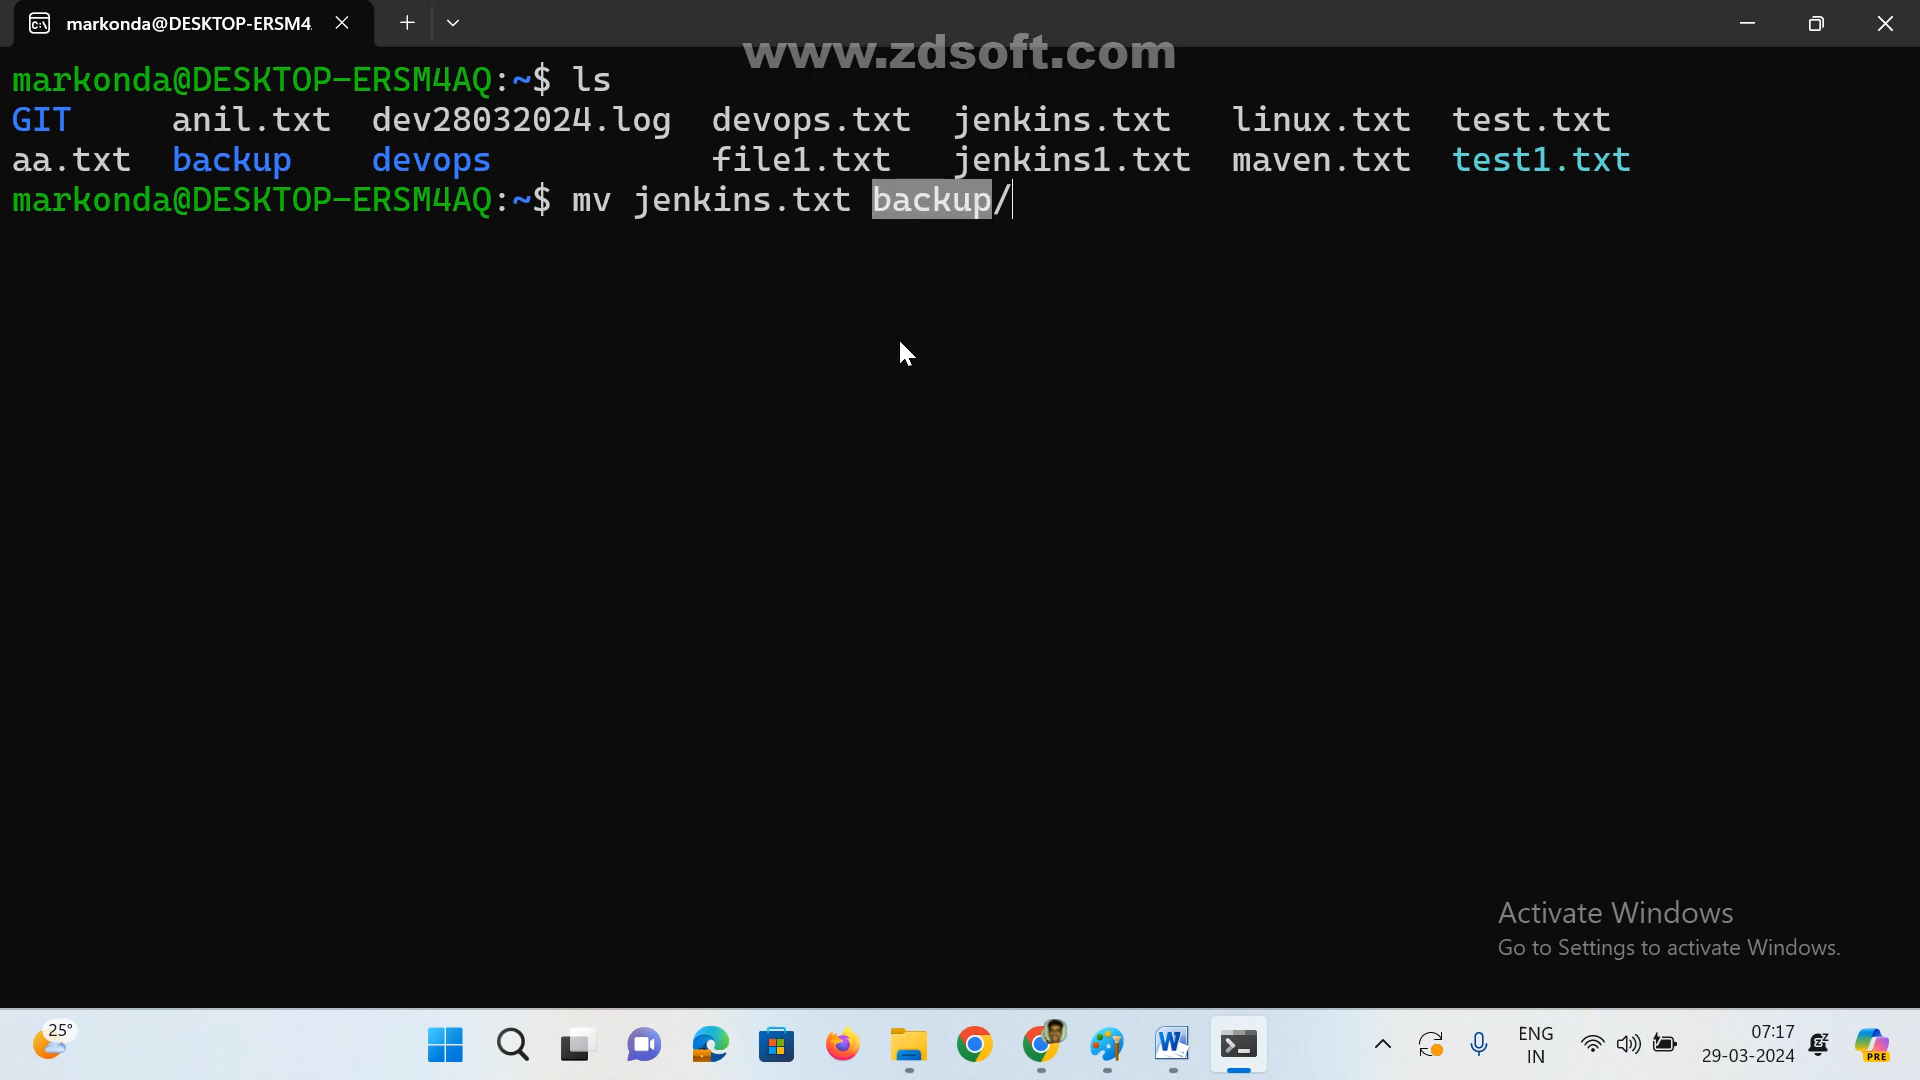 markonda@DESKTOP-ERSM4
www.zdsoft.com
markonda@DESKTOP-ERSM4AQ:~$ ls
GIT anil.txt dev28032024.log devops.txt jenkins.txt linux.txt test.txt
aa.txt backup devops file1.txt jenkins1.txt maven.txt test1.txt
markonda@DESKTOP-ERSM4AQ:~$ mv jenkins.txt backup/
Activate Windows
Go to Settings to activate Windows.
25°
ENG
IN
07:17
29-03-2024
PRE